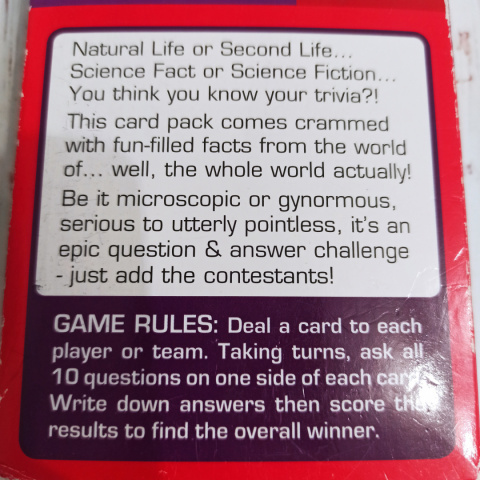 Natural Life or Second Life...
Science Fact or Science Fiction...
You think you know your trivia?!
This card pack comes crammed
with fun-filled facts from the world
of... well, the whole world actually!
Be it microscopic or gynormous,
serious to utterly pointless, it's an
epic question & answer challenge
- just add the contestants!
GAME RULES: Deal a card to each
player or team. Taking turns, ask all
10 questions on one side of each card.
Write down answers then score the
results to find the overall winner.